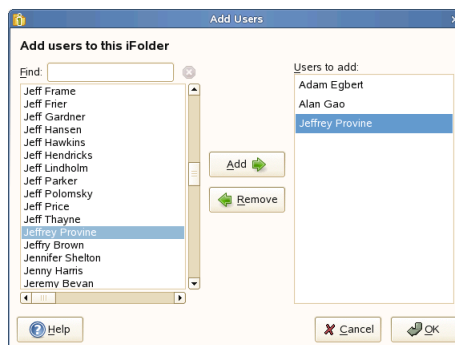 Add Users
Add users to this iFolder
Find:
Jeff Frame
Jeff Frier
Jeff Gardner
Jeff Hansen
Jeff Hawkins
Jeff Hendricks
Jeff Lindholm
Jeff Parker
Jeff Polomsky
Jeff Price
Jeff Thayne
Jeffrey Provine
Jeffry Brown
Jennifer Shelton
Jenny Harris
Jeremy Bevan
Add
Remove
Users to add:
Adam Egbert
Alan Gao
Jeffrey Provine
Help
Cancel
OK